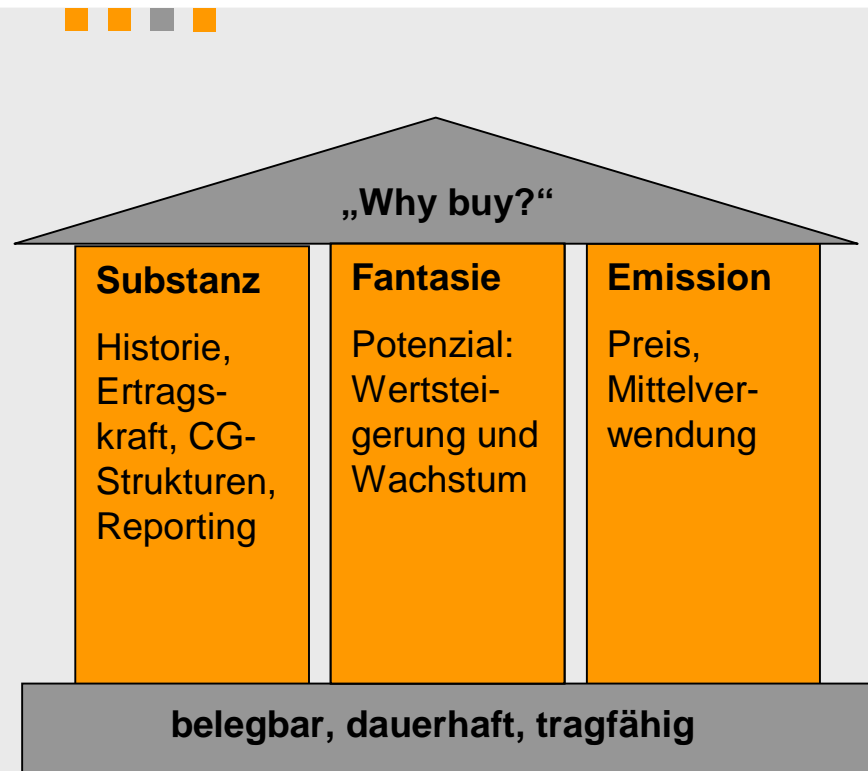 „Why buy?“
Substanz
Historie,
Ertrags-
kraft, CG-
Strukturen,
Reporting
Fantasie
Potenzial:
Wertstei-
gerung und
Wachstum
Emission
Preis,
Mittelver-
wendung
belegbar, dauerhaft, tragfähig